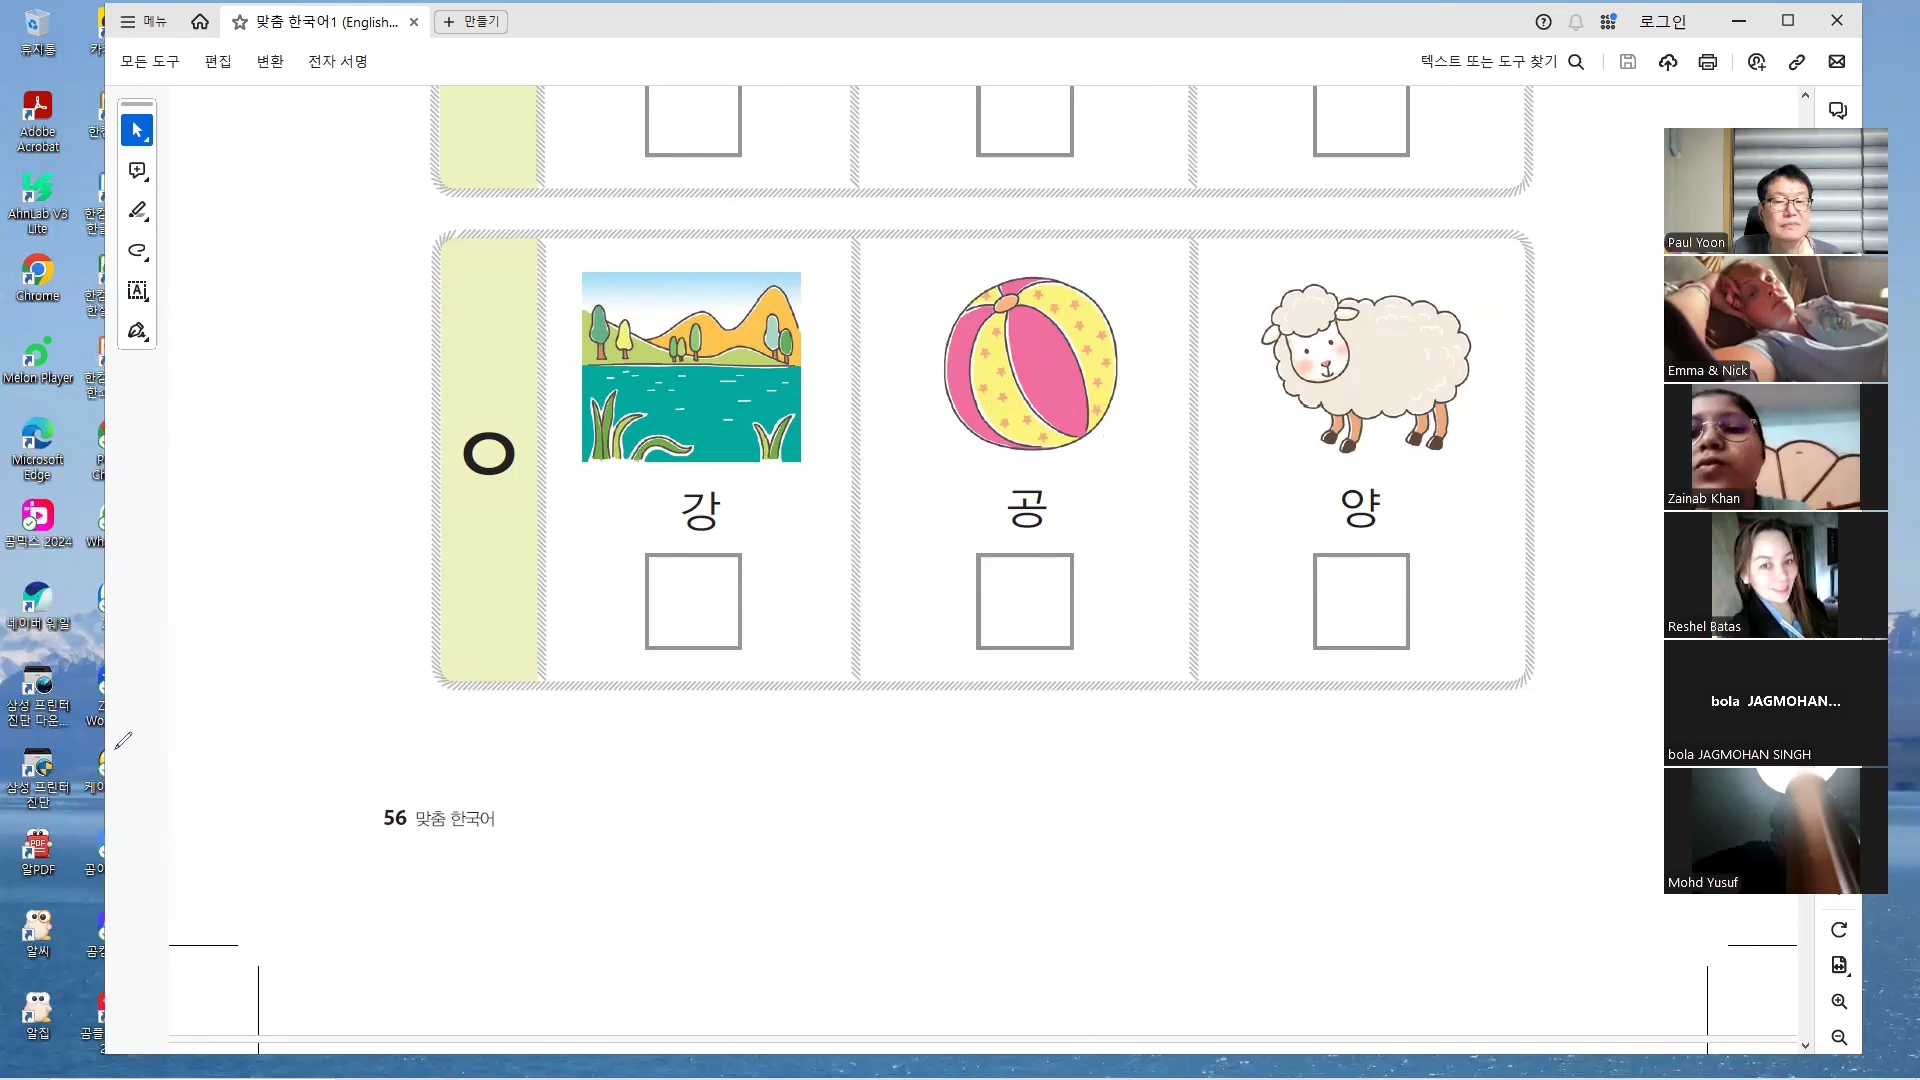 메뉴
맞춤 한국어1 (English...
만들기
로그인
모든 도구
편집
변환
전자 서명
텍스트 또는 도구 찾기
휴지통
Adobe
Acrobat
AhnLab V3
Lite
Chrome
Melon Player
Microsoft
Edge
곰믹스 2024
네이버 웨일
삼성 프린터
진단 다운...
삼성 프린터
진단
알PDF
알씨
알집
ㅇ
강
공
양
56 맞춤 한국어
Paul Yoon
Emma & Nick
Zainab Khan
Reshel Batas
bola JAGMOHAN...
bola JAGMOHAN SINGH
Mohd Yusuf